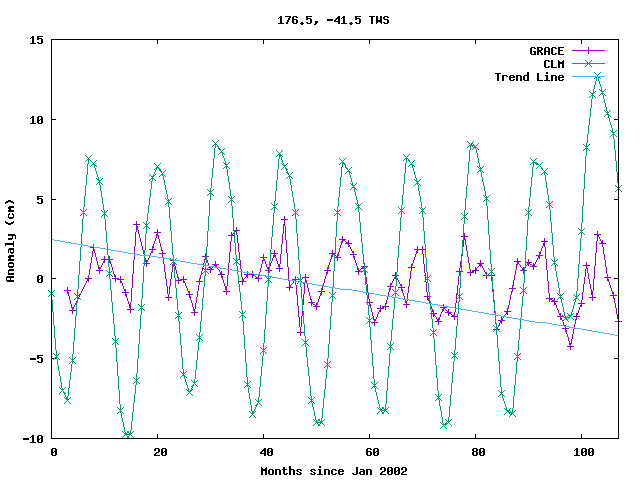 176.5, -41.5 TWS
GRACE
CLM
Trend Line
15
10
5
0
-5
-10
Anomaly (cm)
0 20 40 60 80 100
Months since Jan 2002